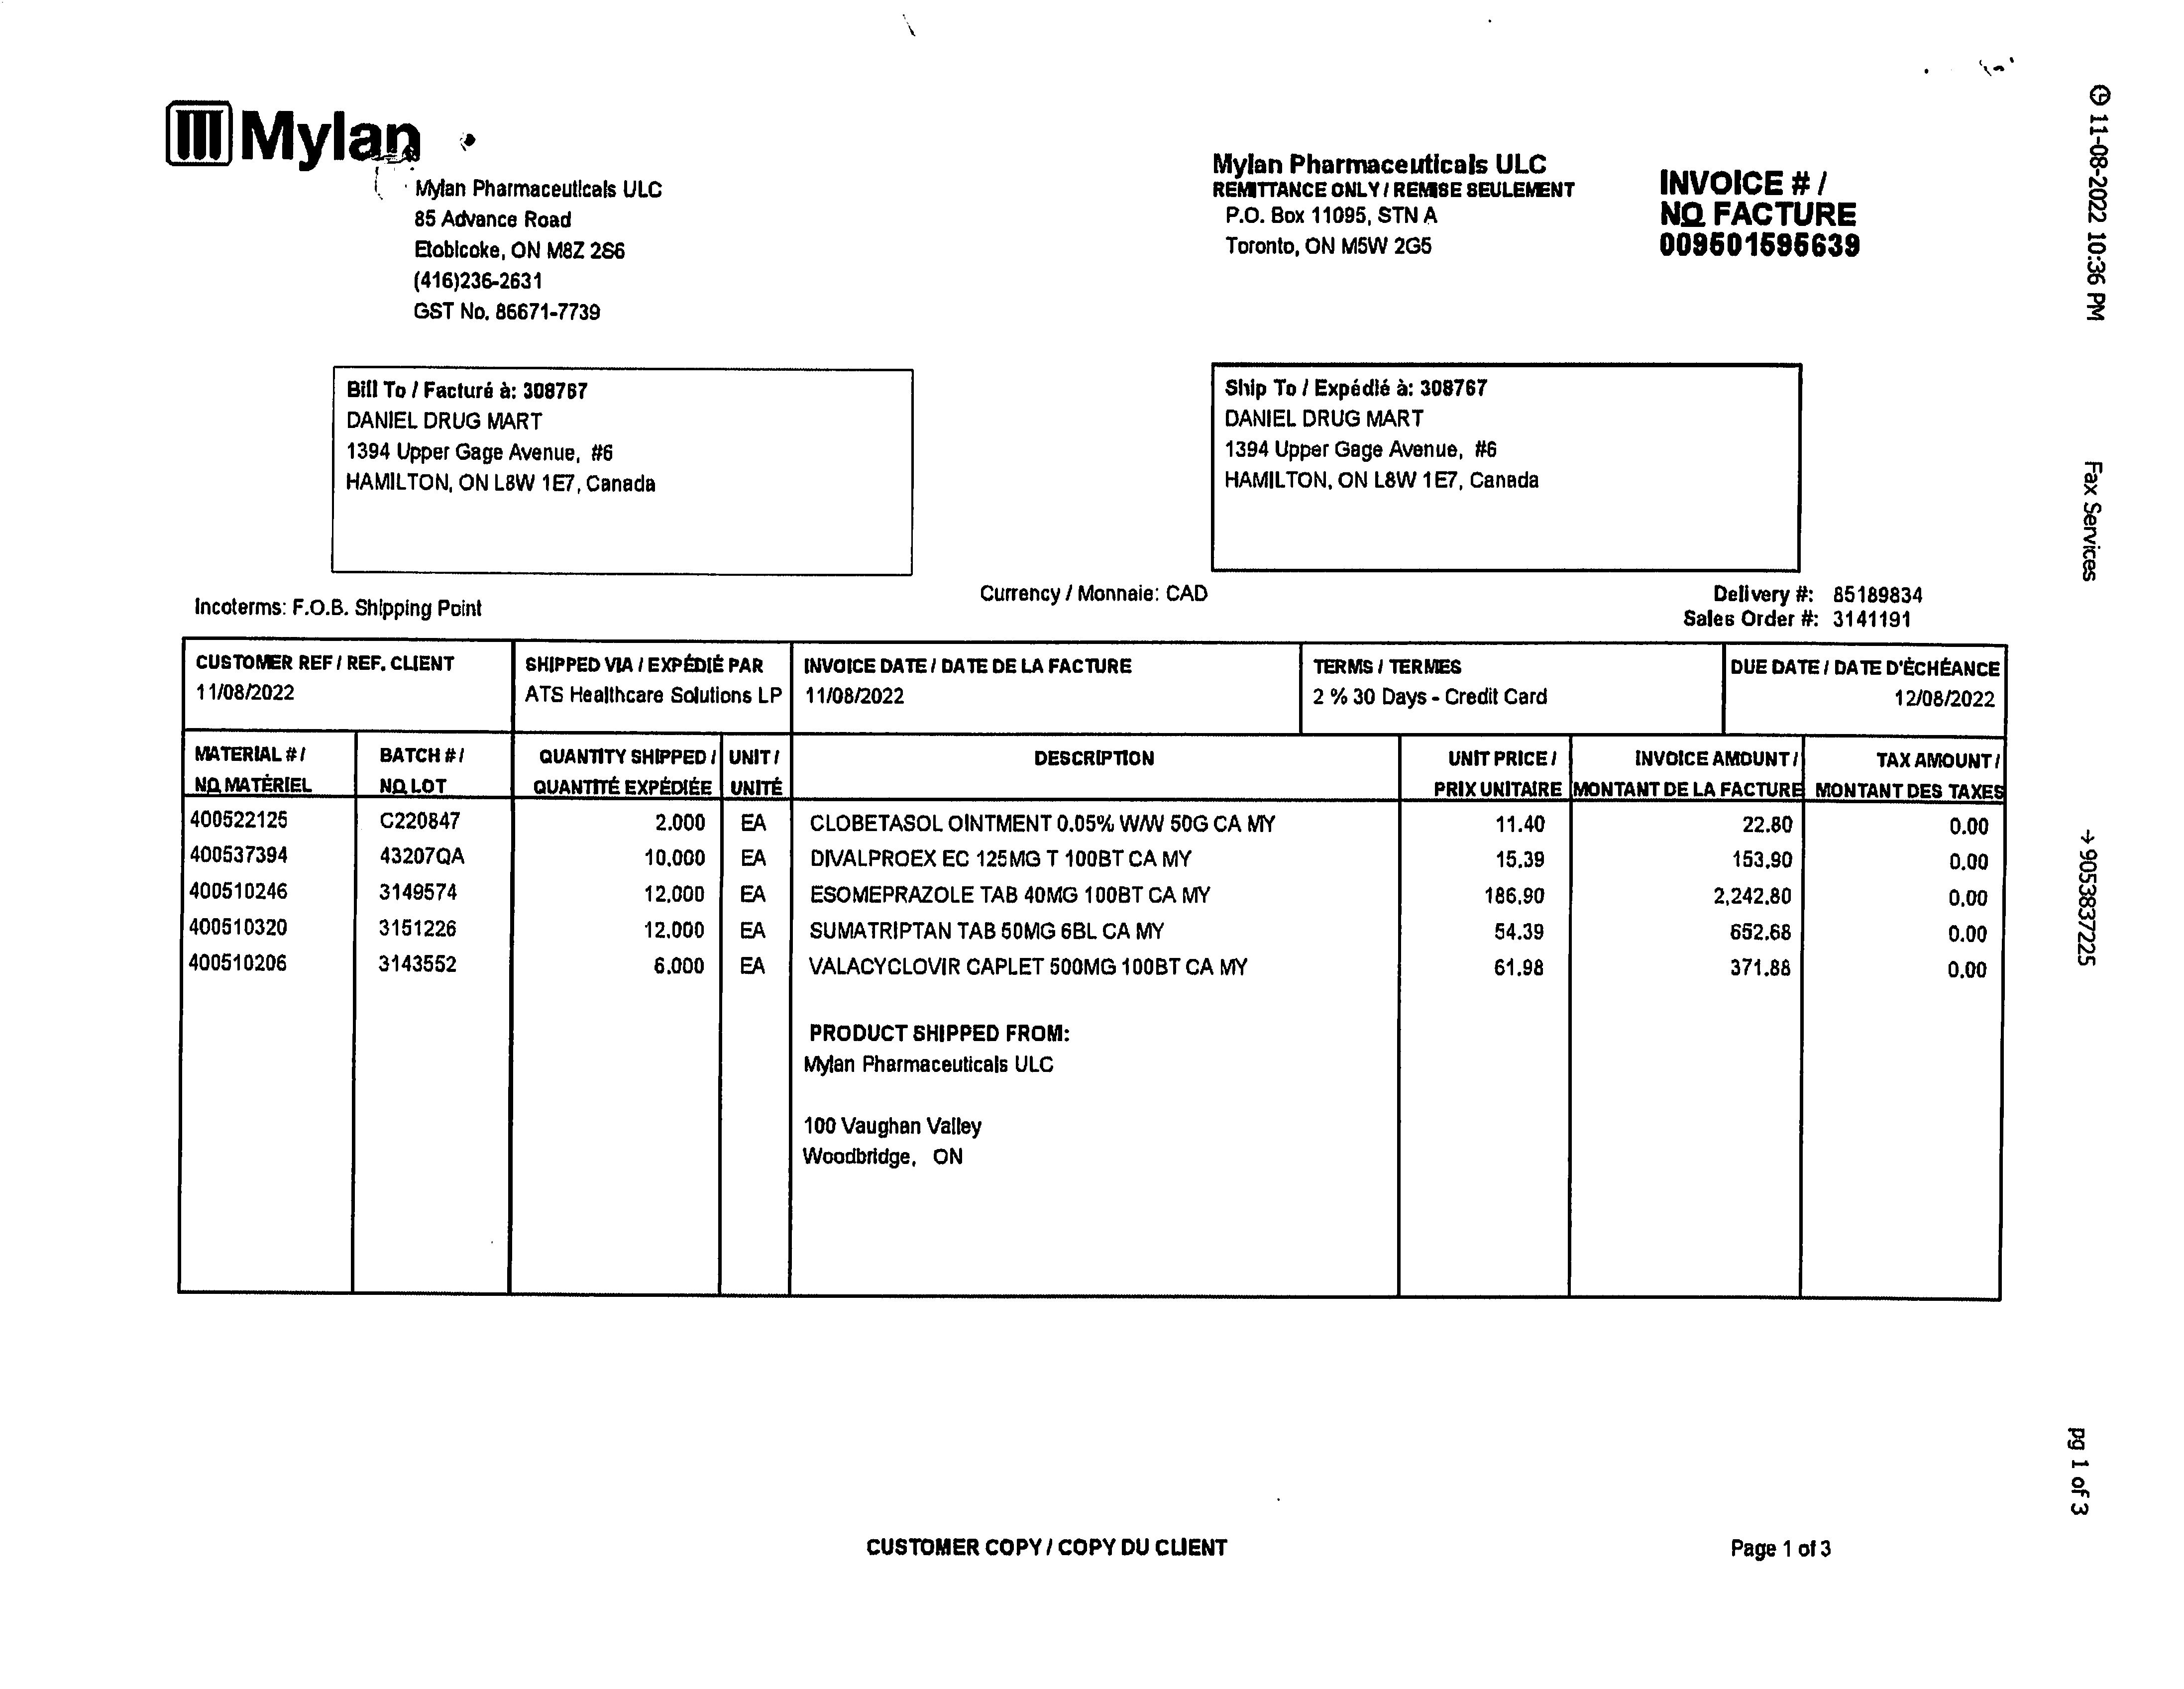 Mylan
Mylan Pharmaceuticals ULC
85 Advance Road
Etobicoke, ON M8Z 2S6
(416)236-2631
GST No. 86671-7739
Mylan Pharmaceuticals ULC
REMITTANCE ONLY / REMISE SEULEMENT
P.O. Box 11095, STN A
Toronto, ON M5W 2G5
INVOICE # /
NO FACTURE
009501595639
Bill To / Facturé à: 308767
DANIEL DRUG MART
1394 Upper Gage Avenue, #6
HAMILTON, ON L8W 1E7, Canada
Ship To / Expédié à: 308767
DANIEL DRUG MART
1394 Upper Gage Avenue, #6
HAMILTON, ON L8W 1E7, Canada
Incoterms: F.O.B. Shipping Point
Currency / Monnaie: CAD
Delivery #: 85189834
Sales Order #: 3141191
CUSTOMER REF / REF. CLIENT SHIPPED VIA / EXPÉDIÉ PAR INVOICE DATE / DATE DE LA FACTURE TERMS / TERMES DUE DATE / DATE D'ÉCHÉANCE
11/08/2022 ATS Healthcare Solutions LP 11/08/2022 2 % 30 Days - Credit Card 12/08/2022
MATERIAL # / BATCH # / QUANTITY SHIPPED / UNIT / DESCRIPTION UNIT PRICE / INVOICE AMOUNT / TAX AMOUNT /
NO MATÉRIEL NO LOT QUANTITÉ EXPÉDIÉE UNITÉ PRIX UNITAIRE MONTANT DE LA FACTURE MONTANT DES TAXES
400522125 C220847 2.000 EA CLOBETASOL OINTMENT 0.05% W/W 50G CA MY 11.40 22.80 0.00
400537394 43207QA 10.000 EA DIVALPROEX EC 125MG T 100BT CA MY 15.39 153.90 0.00
400510246 3149574 12.000 EA ESOMEPRAZOLE TAB 40MG 100BT CA MY 186.90 2,242.80 0.00
400510320 3151226 12.000 EA SUMATRIPTAN TAB 50MG 6BL CA MY 54.39 652.68 0.00
400510206 3143552 6.000 EA VALACYCLOVIR CAPLET 500MG 100BT CA MY 61.98 371.88 0.00
PRODUCT SHIPPED FROM:
Mylan Pharmaceuticals ULC
100 Vaughan Valley
Woodbridge, ON
CUSTOMER COPY / COPY DU CLIENT
Page 1 of 3
11-08-2022 10:36 PM Fax Services → 9053837225 pg 1 of 3